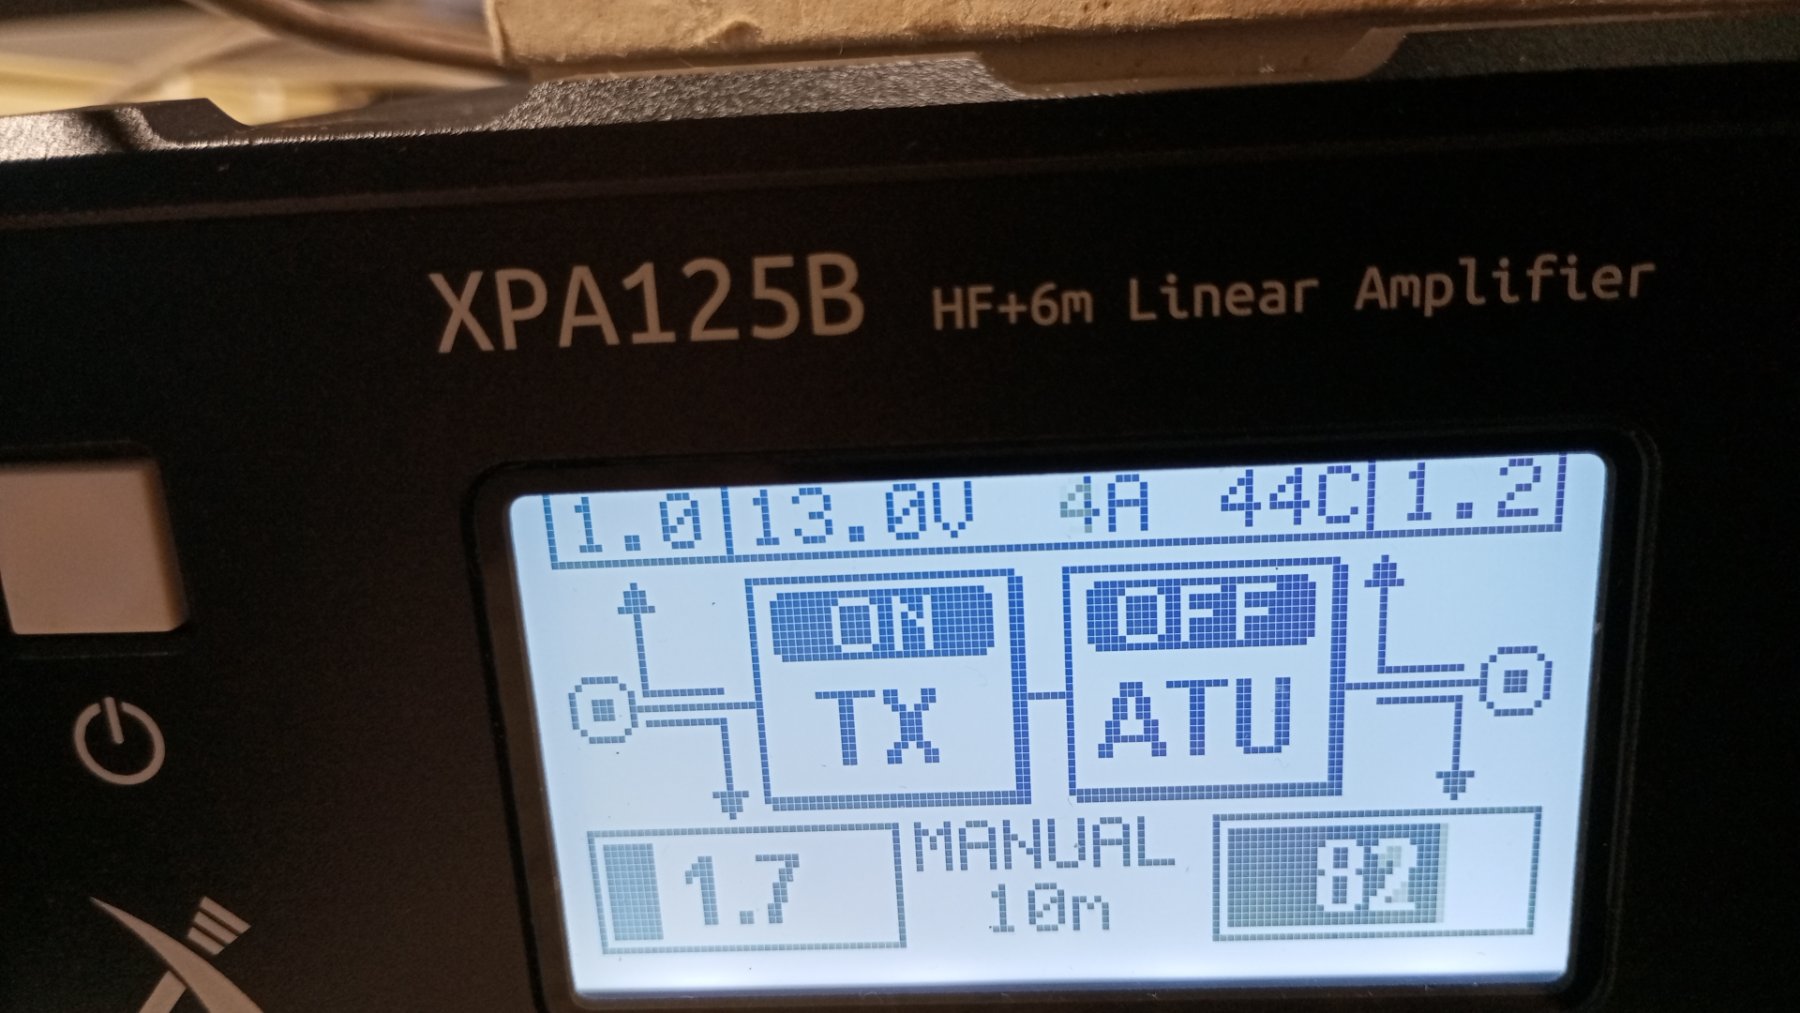 XPA125B HF+6m Linear Amplifier
1.0 13.0V 4A 44C 1.2
ON OFF
TX ATU
1.7 MANUAL 82
10m